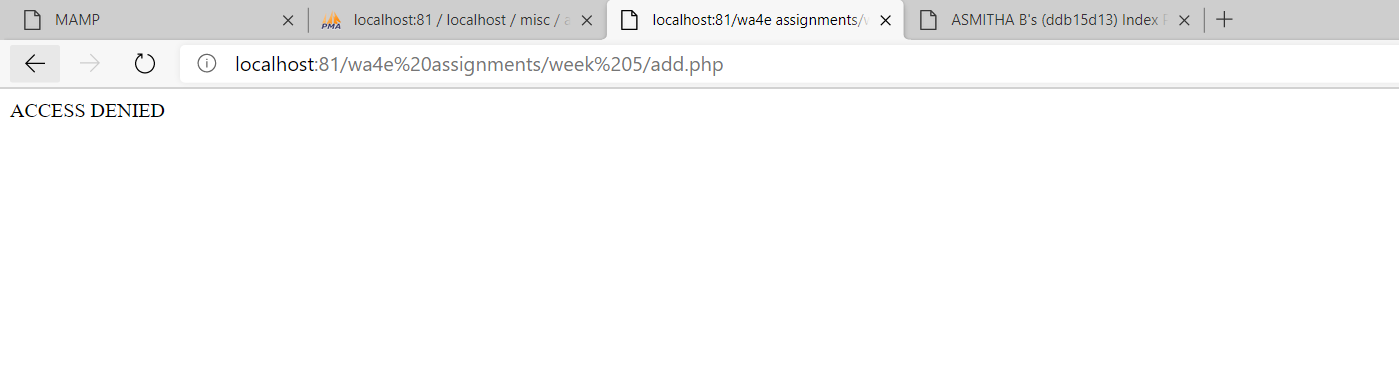 MAMP
PMA
localhost:81 / localhost / misc / a
localhost:81/wa4e assignments/w
ASMITHA B's (ddb15d13) Index P
localhost:81/wa4e%20assignments/week%205/add.php
ACCESS DENIED